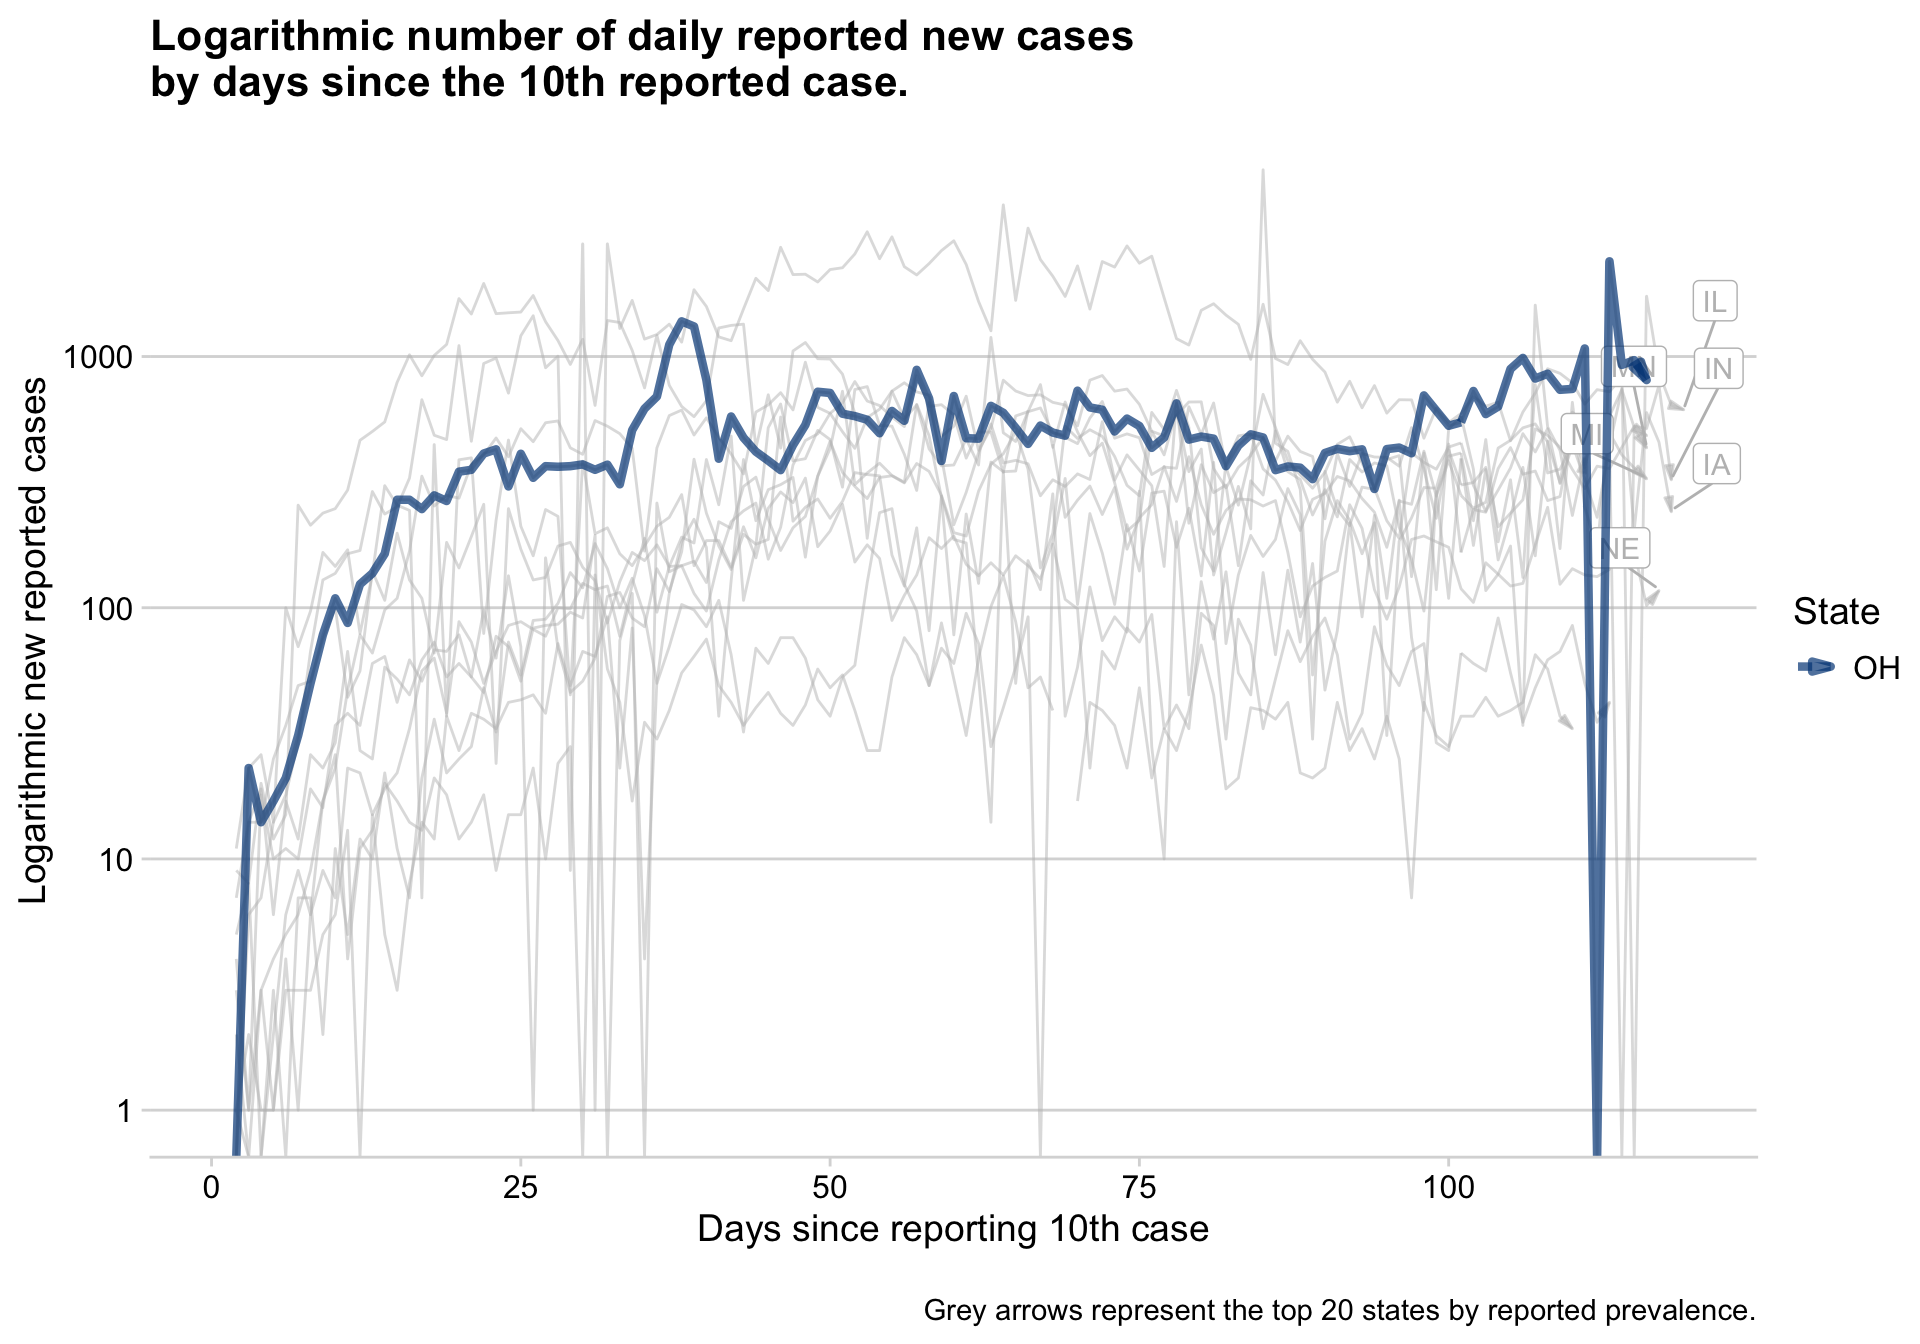 Logarithmic number of daily reported new cases
by days since the 10th reported case.
Logarithmic new reported cases
1000
100
10
1
IL
MN
IN
MI
IA
NE
State
OH
0
25
50
75
100
Days since reporting 10th case
Grey arrows represent the top 20 states by reported prevalence.